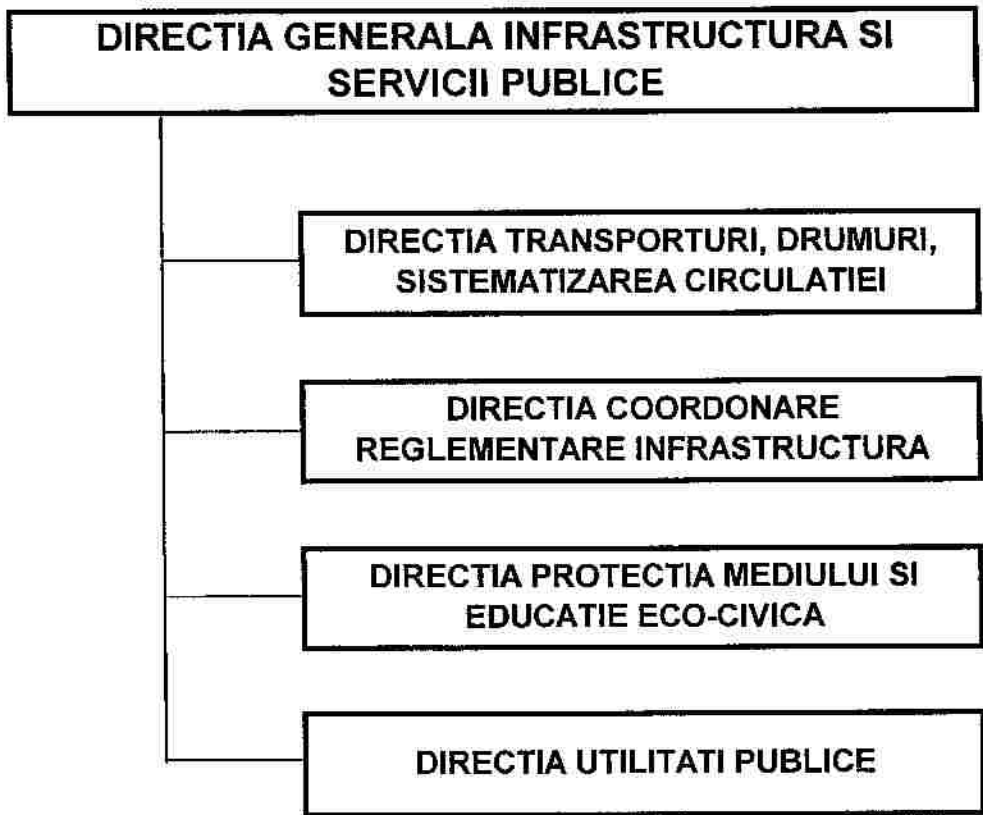 DIRECTIA GENERALA INFRASTRUCTURA SI
SERVICII PUBLICE
DIRECTIA TRANSPORTURI, DRUMURI,
SISTEMATIZAREA CIRCULATIEI
DIRECTIA COORDONARE
REGLEMENTARE INFRASTRUCTURA
DIRECTIA PROTECTIA MEDIULUI SI
EDUCATIE ECO-CIVICA
DIRECTIA UTILITATI PUBLICE